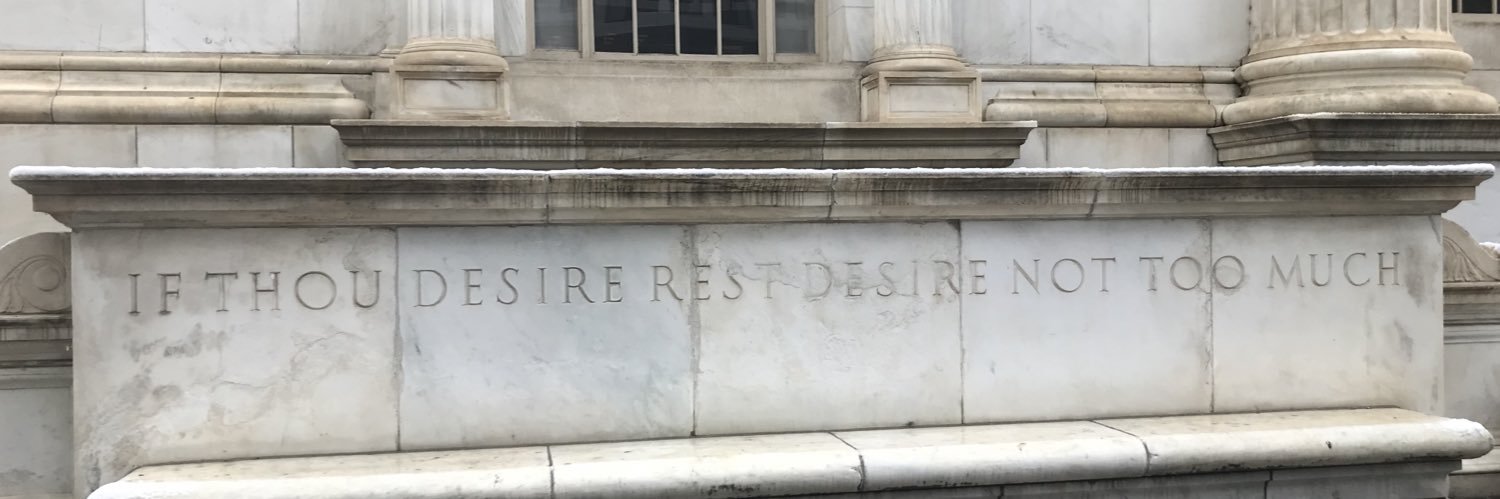 IF THOU DESIRE REST DESIRE NOT TOO MUCH